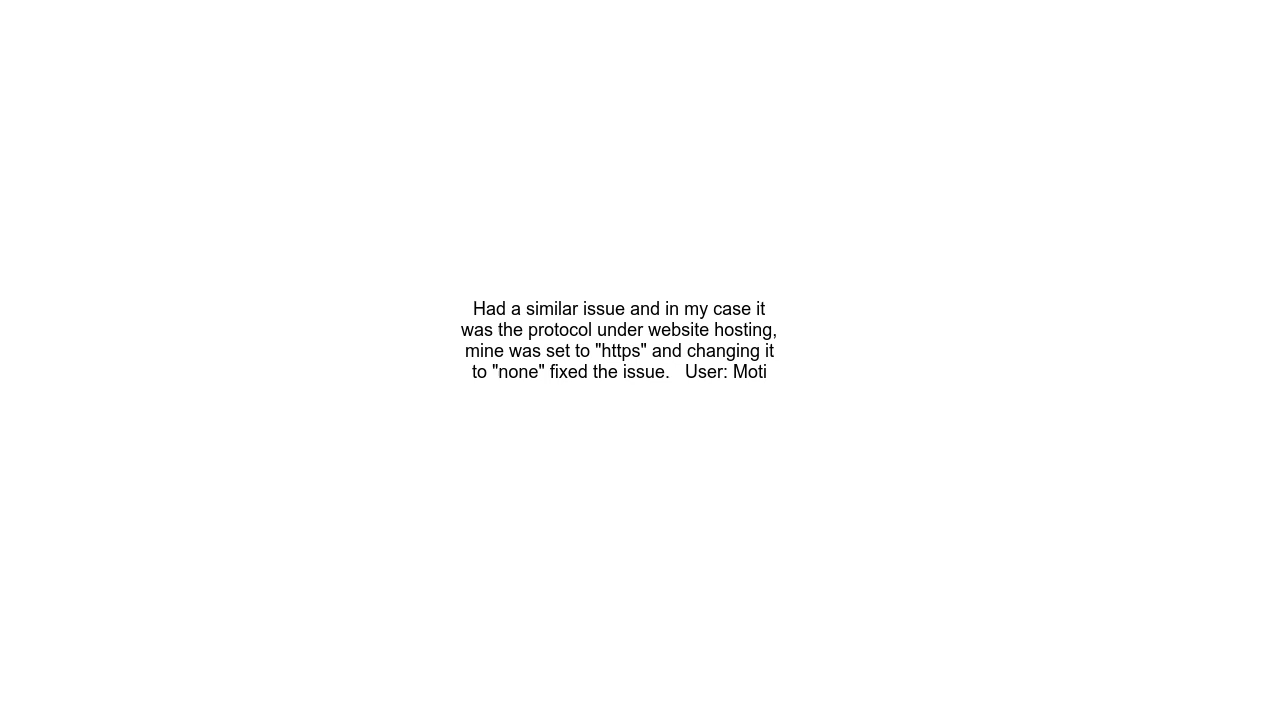 Had a similar issue and in my case it
was the protocol under website hosting,
mine was set to "https" and changing it
to "none" fixed the issue.   User: Moti